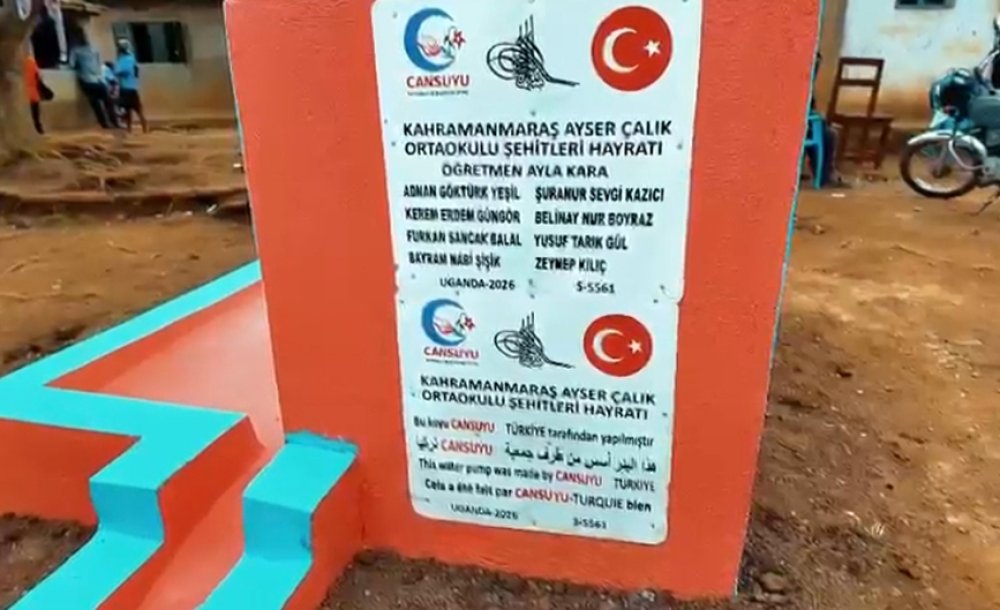 CANSUYU
KAHRAMANMARAŞ AYSER ÇALIK
ORTAOKULU ŞEHİTLERİ HAYRATI
ÖĞRETMEN AYLA KARA
ADNAN GÖKTÜRK YEŞİL ŞURANUR SEVGİ KAZICI
KEREM ERDEM GÜNGÖR BELİNAY NUR BOYRAZ
FURKAN SANCAK BALAL YUSUF TARIK GÜL
BAYRAM NABİ ŞİŞİK ZEYNEP KILIÇ
UGANDA-2026 S-5561
CANSUYU
KAHRAMANMARAŞ AYSER ÇALIK
ORTAOKULU ŞEHİTLERİ HAYRATI
Bu kuyu CANSUYU TÜRKİYE tarafından yapılmıştır
هذا البئر أسس من طرف جمعية CANSUYU تركيا
This water pump was made by CANSUYU TÜRKİYE
Cela a été fait par CANSUYU-TURQUIE bien
UGANDA-2026 S-5561